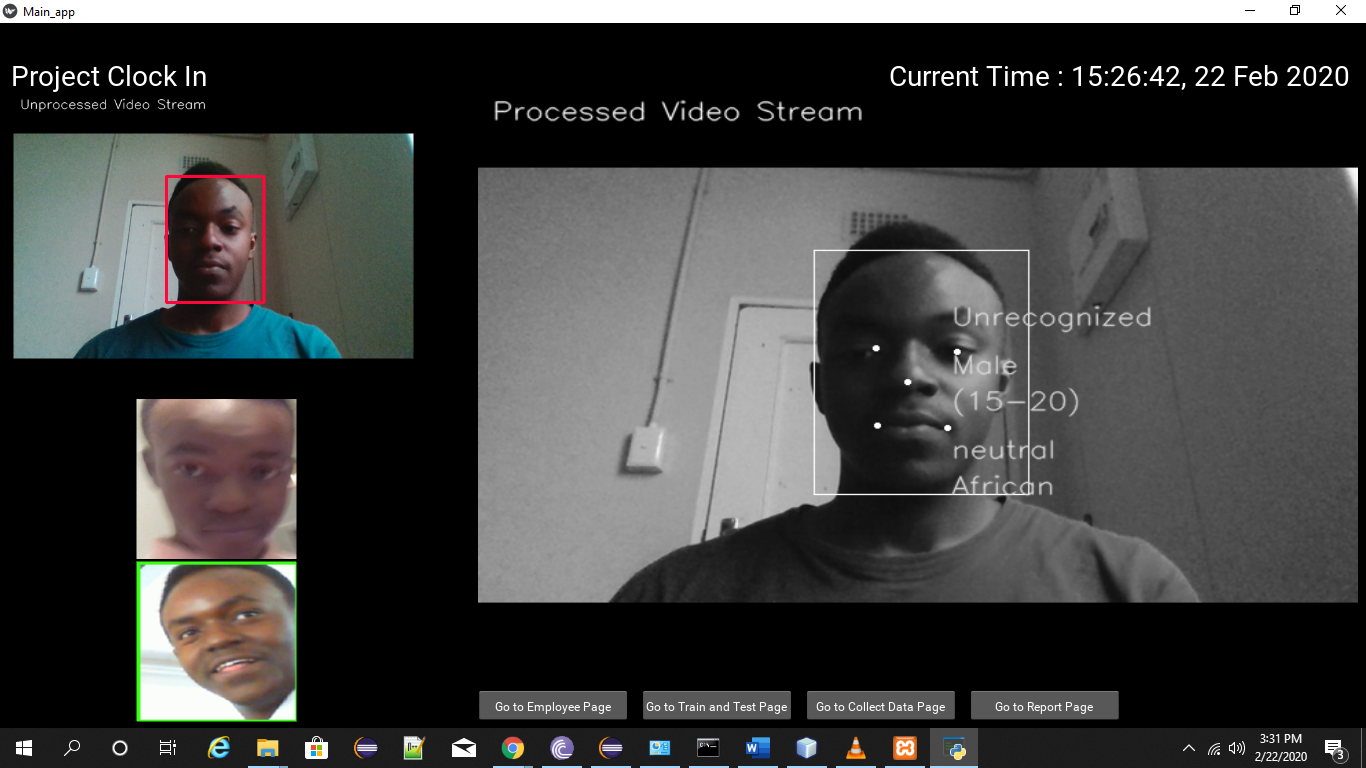 Main_app
Project Clock In
Current Time : 15:26:42, 22 Feb 2020
Unprocessed Video Stream
Processed Video Stream
Unrecognized
Male
(15-20)
neutral
African
Go to Employee Page
Go to Train and Test Page
Go to Collect Data Page
Go to Report Page
3:31 PM
2/22/2020
3